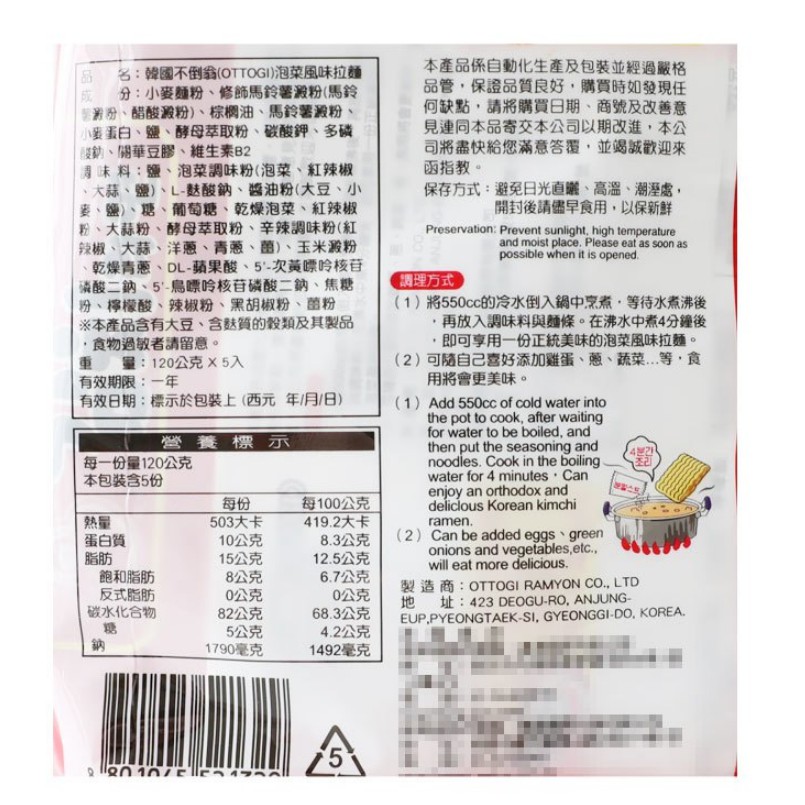 品　名：韓國不倒翁(OTTOGI)泡菜風味拉麵
成　份：小麥麵粉、修飾馬鈴薯澱粉(馬鈴
薯澱粉、醋酸澱粉)、棕櫚油、馬鈴薯澱粉、
小麥蛋白、鹽、酵母萃取粉、碳酸鉀、多磷
酸鈉、關華豆膠、維生素B2
調味料：鹽、泡菜調味粉(泡菜、紅辣椒
、大蒜、鹽)、L-麩酸鈉、醬油粉(大豆、小
麥、鹽)、糖、葡萄糖、乾燥泡菜、紅辣椒
粉、大蒜粉、酵母萃取粉、辛辣調味粉(紅
辣椒、大蒜、洋蔥、青蔥、薑)、玉米澱粉
、乾燥青蔥、DL-蘋果酸、5'-次黃嘌呤核苷
磷酸二鈉、5'-鳥嘌呤核苷磷酸二鈉、焦糖
粉、檸檬酸、辣椒粉、黑胡椒粉、薑粉
※本產品含有大豆、含麩質的穀類及其製品
，食物過敏者請留意。
重　量：120公克 X 5入
有效期限：一年
有效日期：標示於包裝上 (西元 年/月/日)
營養標示
每一份量120公克
本包裝含5份
每份 每100公克
熱量 503大卡 419.2大卡
蛋白質 10公克 8.3公克
脂肪 15公克 12.5公克
飽和脂肪 8公克 6.7公克
反式脂肪 0公克 0公克
碳水化合物 82公克 68.3公克
糖 5公克 4.2公克
鈉 1790毫克 1492毫克
本產品係自動化生產及包裝並經過嚴格
品管，保證品質良好，購買時如發現任
何缺點，請將購買日期、商號及改善意
見連同本品寄交本公司以期改進，本公
司將盡快給您滿意答覆，並竭誠歡迎來
函指教。
保存方式：避免日光直曬、高溫、潮溼處，
開封後請儘早食用，以保新鮮
Preservation: Prevent sunlight, high temperature
and moist place. Please eat as soon as
possible when it is opened.
調理方式
(1) 將550cc的冷水倒入鍋中烹煮，等待水煮沸後
，再放入調味料與麵條。在沸水中煮4分鐘後
，即可享用一份正統美味的泡菜風味拉麵。
(2) 可隨自己喜好添加雞蛋、蔥、蔬菜...等，食
用將會更美味。
(1) Add 550cc of cold water into
the pot to cook, after waiting
for water to be boiled, and
then put the seasoning and
noodles. Cook in the boiling
water for 4 minutes，Can
enjoy an orthodox and
delicious Korean kimchi
ramen.
(2) Can be added eggs、green
onions and vegetables,etc.,
will eat more delicious.
4분간
조리
분말스프
製造商：OTTOGI RAMYON CO., LTD
地　址：423 DEOGU-RO, ANJUNG-
EUP,PYEONGTAEK-SI, GYEONGGI-DO, KOREA.
5